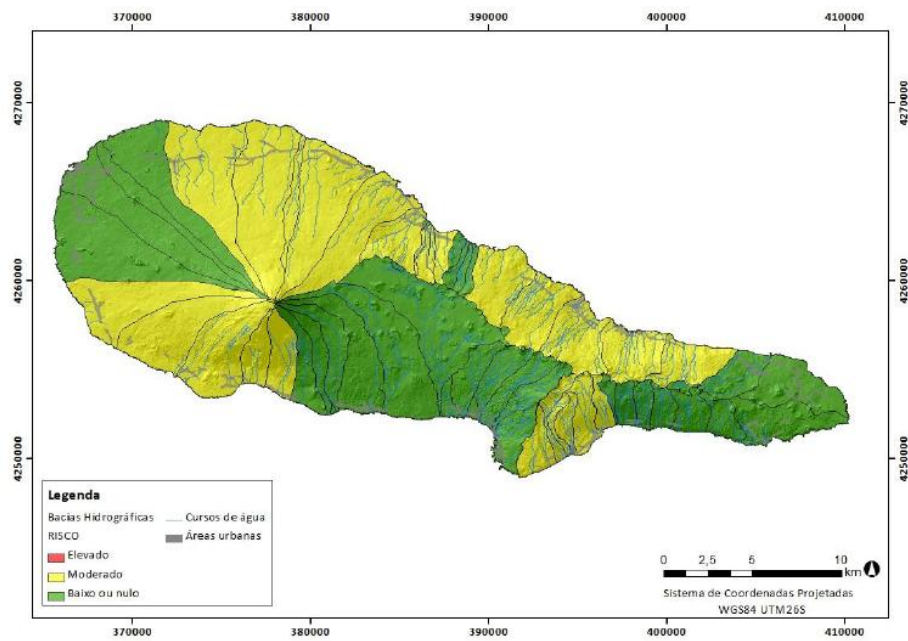 370000 380000 390000 400000 410000
4270000 4270000
4260000 4260000
4250000 4250000
Legenda
Bacias Hidrográficas Cursos de água
RISCO Áreas urbanas
Elevado
Moderado
Baixo ou nulo
0 2,5 5 10
km
Sistema de Coordenadas Projetadas
WGS84 UTM26S
370000 380000 390000 400000 410000